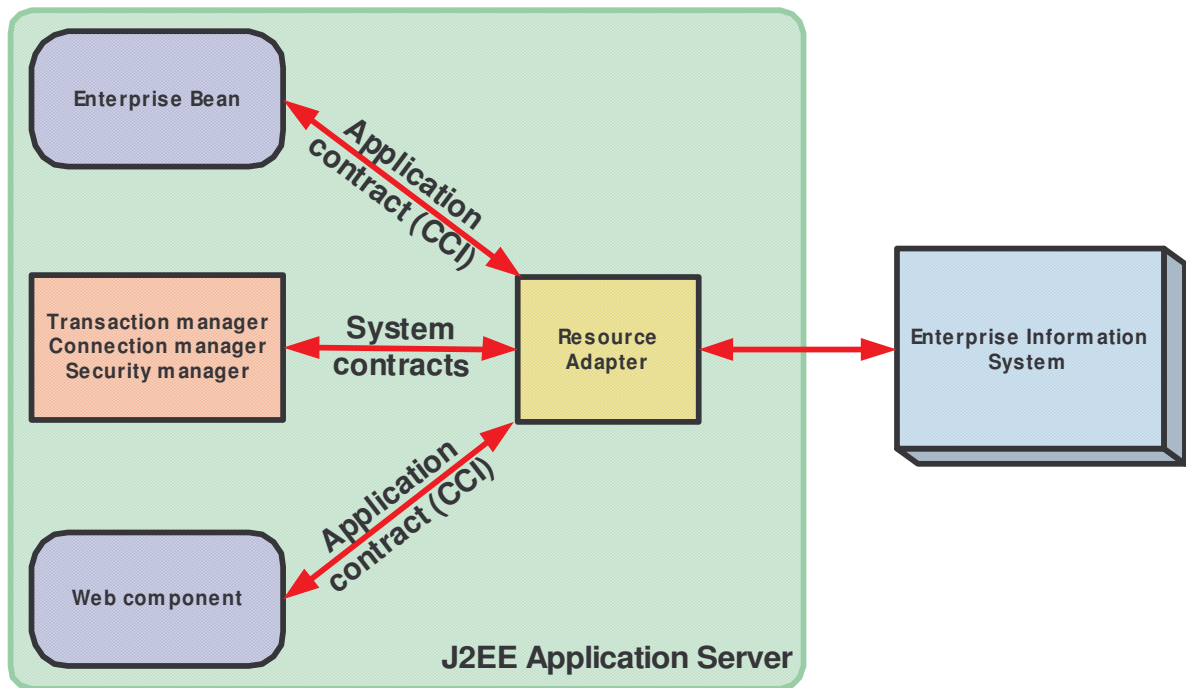 Enterprise Bean
Application
contract (CCI)
Transaction manager
Connection manager
Security manager
System
contracts
Resource
Adapter
Enterprise Information
System
Application
contract (CCI)
Web component
J2EE Application Server